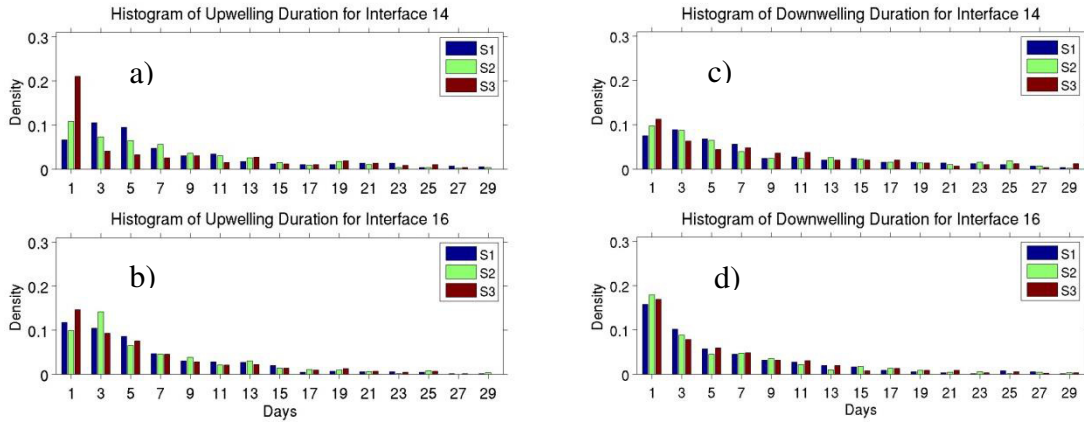 Histogram of Upwelling Duration for Interface 14
0.3
0.2
0.1
0
Density
a)
S1
S2
S3
1 3 5 7 9 11 13 15 17 19 21 23 25 27 29
Histogram of Downwelling Duration for Interface 14
0.3
0.2
0.1
0
Density
c)
S1
S2
S3
1 3 5 7 9 11 13 15 17 19 21 23 25 27 29
Histogram of Upwelling Duration for Interface 16
0.3
0.2
0.1
0
Density
b)
S1
S2
S3
1 3 5 7 9 11 13 15 17 19 21 23 25 27 29
Days
Histogram of Downwelling Duration for Interface 16
0.3
0.2
0.1
0
Density
d)
S1
S2
S3
1 3 5 7 9 11 13 15 17 19 21 23 25 27 29
Days